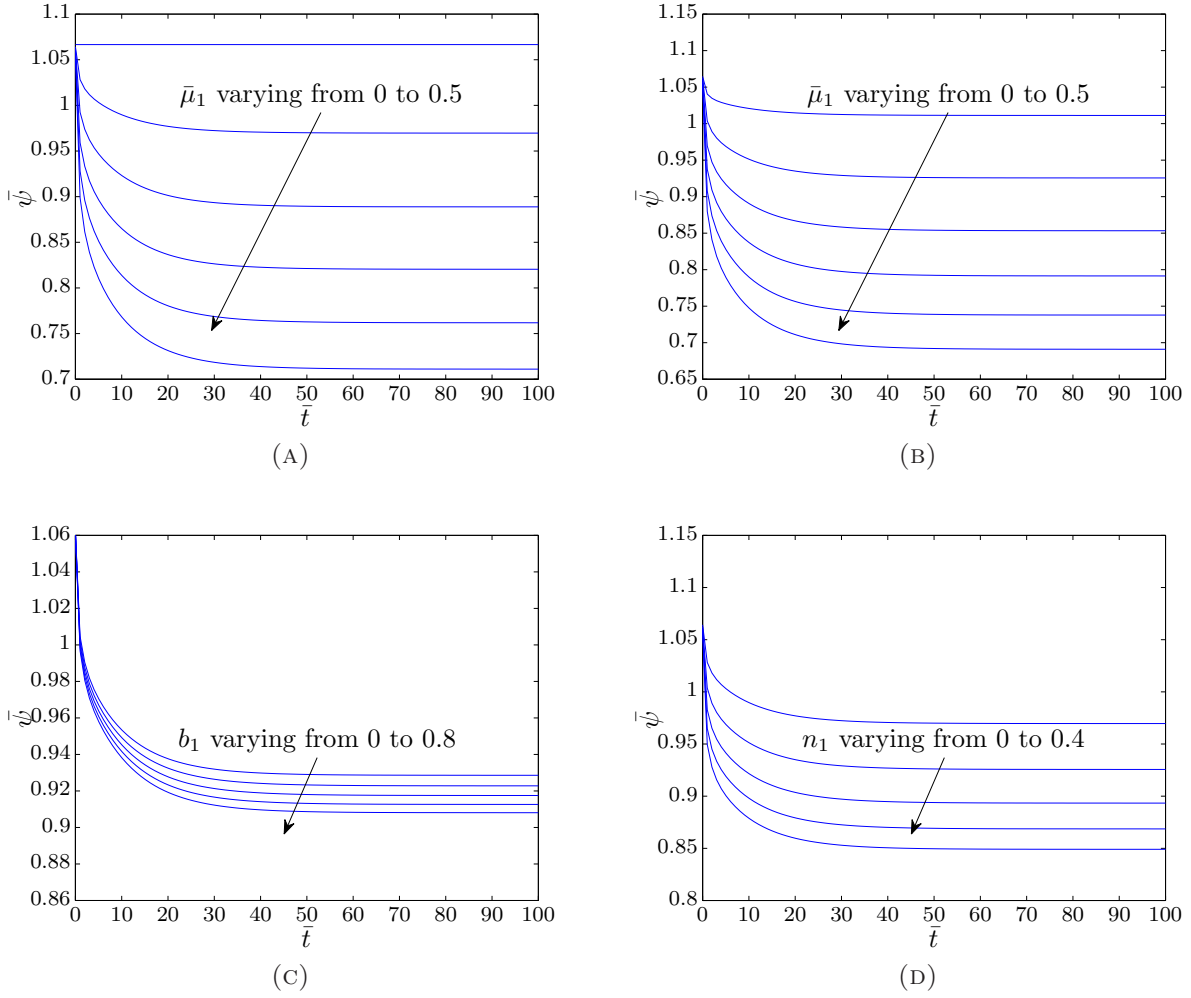 1.1
1.05
1
0.95
0.9
0.85
0.8
0.75
0.7
ψ̄
μ̄₁ varying from 0 to 0.5
0 10 20 30 40 50 60 70 80 90 100
t̄
(A)
1.15
1.1
1.05
1
0.95
0.9
0.85
0.8
0.75
0.7
0.65
ψ̄
μ̄₁ varying from 0 to 0.5
0 10 20 30 40 50 60 70 80 90 100
t̄
(B)
1.06
1.04
1.02
1
0.98
0.96
0.94
0.92
0.9
0.88
0.86
ψ̄
b₁ varying from 0 to 0.8
0 10 20 30 40 50 60 70 80 90 100
t̄
(C)
1.15
1.1
1.05
1
0.95
0.9
0.85
0.8
ψ̄
n₁ varying from 0 to 0.4
0 10 20 30 40 50 60 70 80 90 100
t̄
(D)